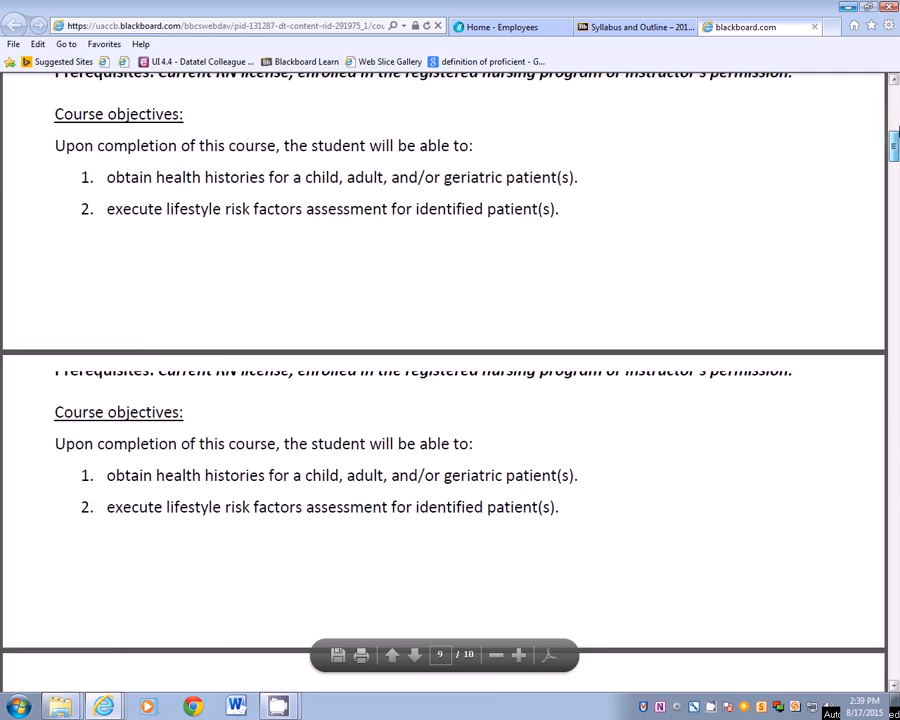 https://uaccb.blackboard.com/bbcswebdav/pid-131287-dt-content-rid-291975_1/cou
Home - Employees
Syllabus and Outline – 201...
blackboard.com
File Edit Go to Favorites Help
Suggested Sites
UI 4.4 - Datatel Colleague ...
Blackboard Learn
Web Slice Gallery
definition of proficient - G...
Prerequisites: Current RN license, enrolled in the registered nursing program or instructor's permission.
Course objectives:
Upon completion of this course, the student will be able to:
1. obtain health histories for a child, adult, and/or geriatric patient(s).
2. execute lifestyle risk factors assessment for identified patient(s).
Prerequisites: Current RN license, enrolled in the registered nursing program or instructor's permission.
Course objectives:
Upon completion of this course, the student will be able to:
1. obtain health histories for a child, adult, and/or geriatric patient(s).
2. execute lifestyle risk factors assessment for identified patient(s).
9 / 10
2:39 PM
8/17/2015